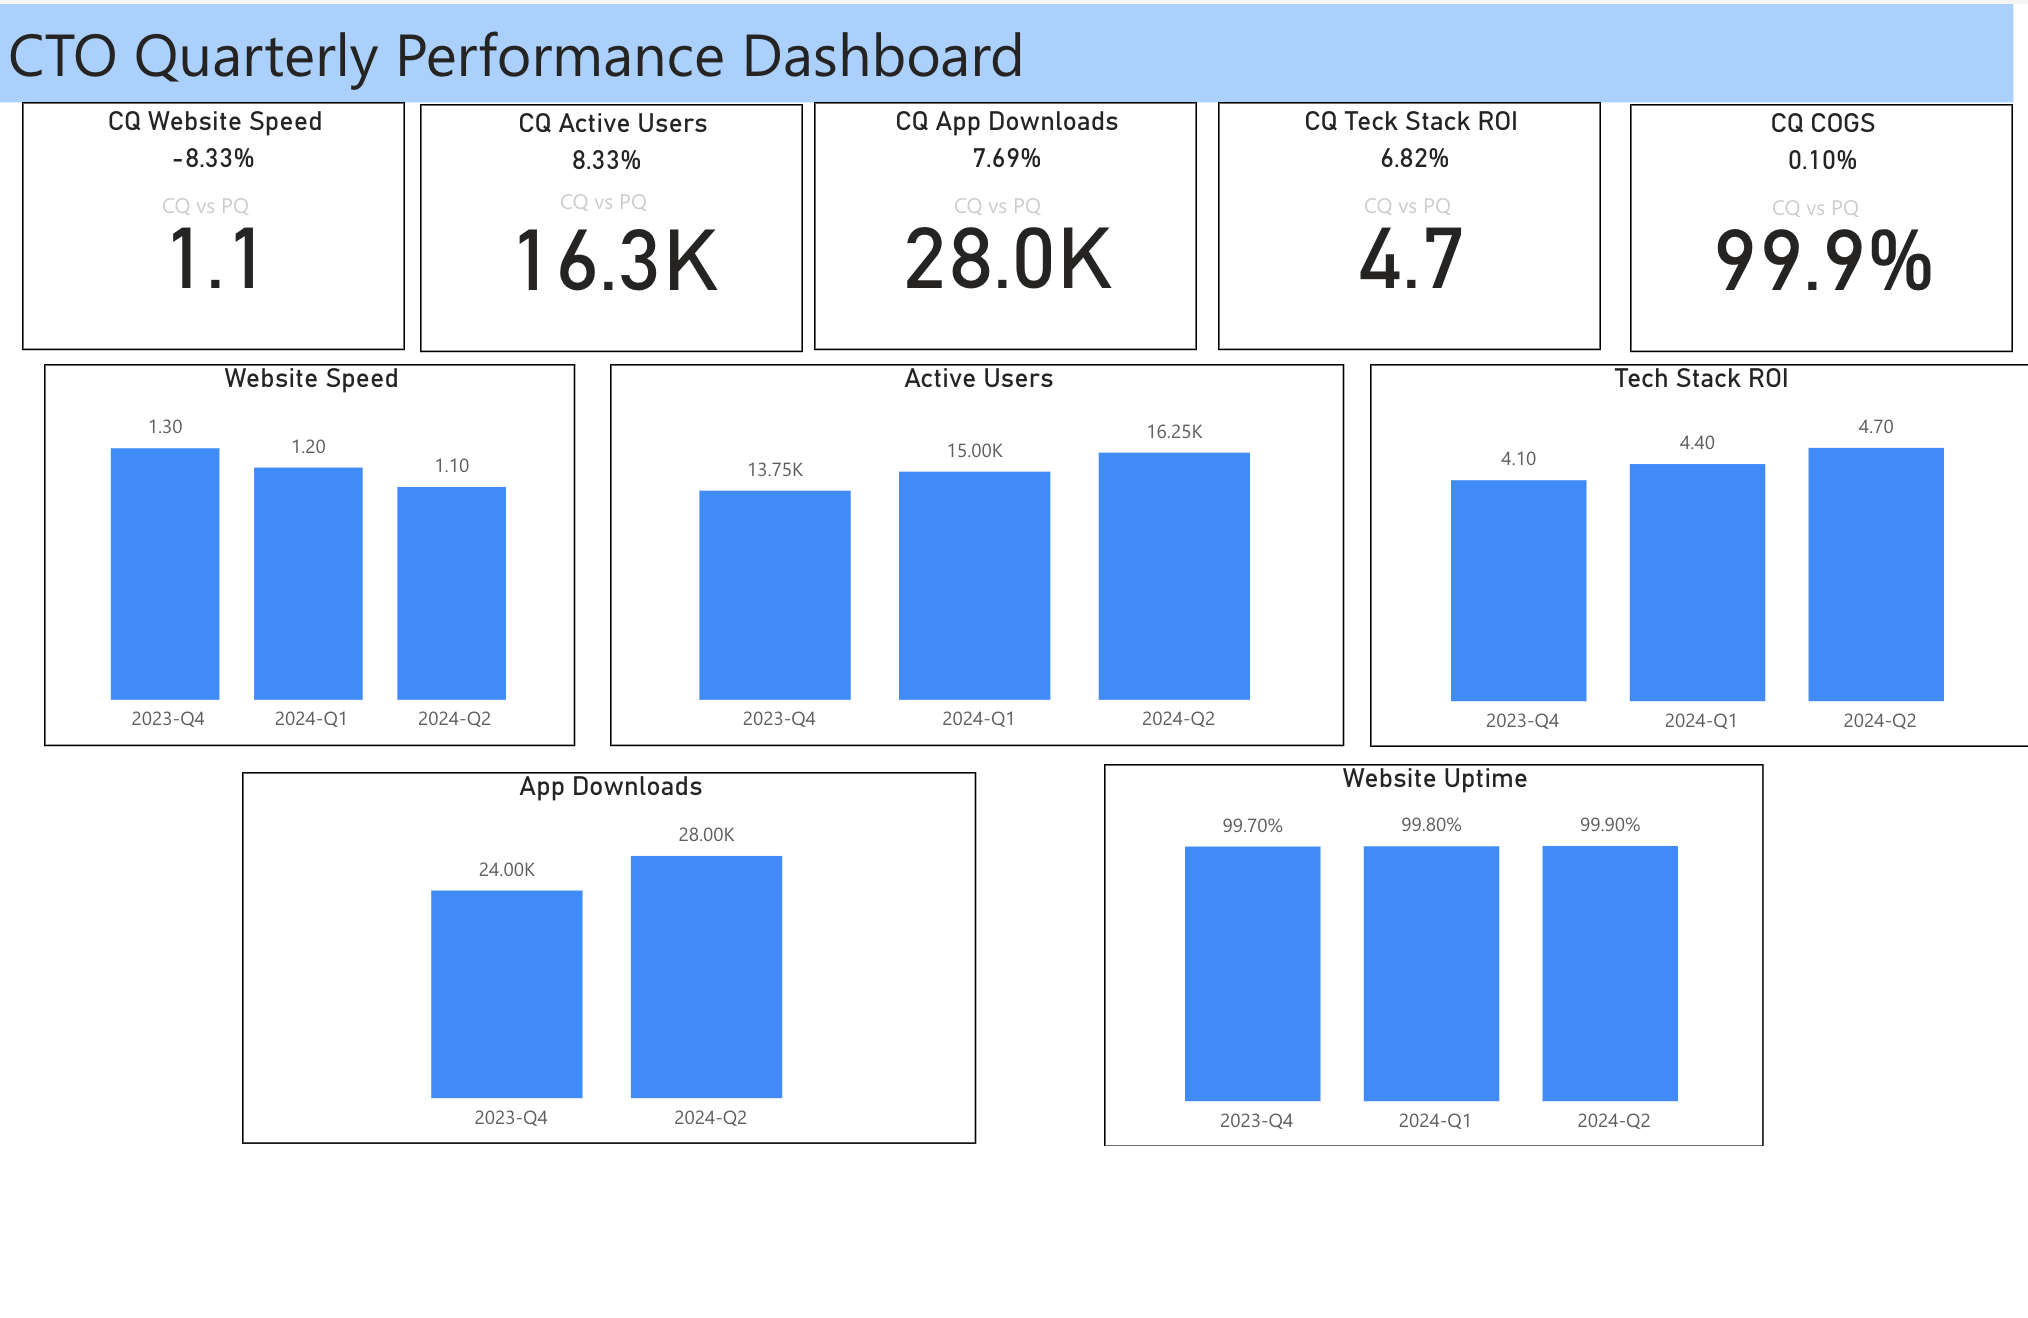 CTO Quarterly Performance Dashboard
CQ Website Speed
-8.33%
CQ vs PQ
1.1
CQ Active Users
8.33%
CQ vs PQ
16.3K
CQ App Downloads
7.69%
CQ vs PQ
28.0K
CQ Teck Stack ROI
6.82%
CQ vs PQ
4.7
CQ COGS
0.10%
CQ vs PQ
99.9%
Website Speed
1.30
1.20
1.10
2023-Q4 2024-Q1 2024-Q2
Active Users
13.75K
15.00K
16.25K
2023-Q4 2024-Q1 2024-Q2
Tech Stack ROI
4.10
4.40
4.70
2023-Q4 2024-Q1 2024-Q2
App Downloads
24.00K
28.00K
2023-Q4 2024-Q2
Website Uptime
99.70% 99.80% 99.90%
2023-Q4 2024-Q1 2024-Q2